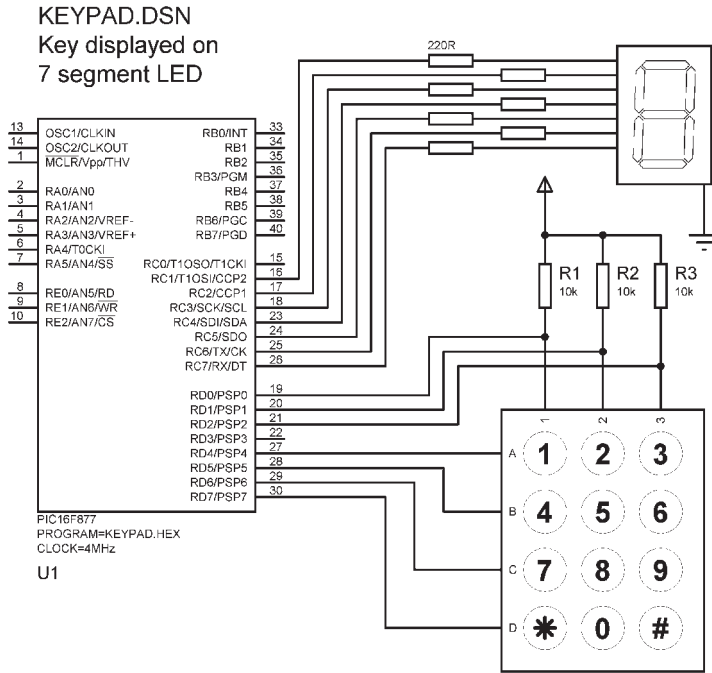 KEYPAD.DSN
Key displayed on
7 segment LED
220R
13 OSC1/CLKIN RB0/INT 33
14 OSC2/CLKOUT RB1 34
1 MCLR/Vpp/THV RB2 35
RB3/PGM 36
2 RA0/AN0 RB4 37
3 RA1/AN1 RB5 38
4 RA2/AN2/VREF- RB6/PGC 39
5 RA3/AN3/VREF+ RB7/PGD 40
6 RA4/T0CKI
7 RA5/AN4/SS RC0/T1OSO/T1CKI 15
RC1/T1OSI/CCP2 16
8 RE0/AN5/RD RC2/CCP1 17
9 RE1/AN6/WR RC3/SCK/SCL 18
10 RE2/AN7/CS RC4/SDI/SDA 23
RC5/SDO 24
RC6/TX/CK 25
RC7/RX/DT 26
RD0/PSP0 19
RD1/PSP1 20
RD2/PSP2 21
RD3/PSP3 22
RD4/PSP4 27
RD5/PSP5 28
RD6/PSP6 29
RD7/PSP7 30
PIC16F877
PROGRAM=KEYPAD.HEX
CLOCK=4MHz
U1
R1 R2 R3
10k 10k 10k
1 2 3
A 1 2 3
B 4 5 6
C 7 8 9
D * 0 #